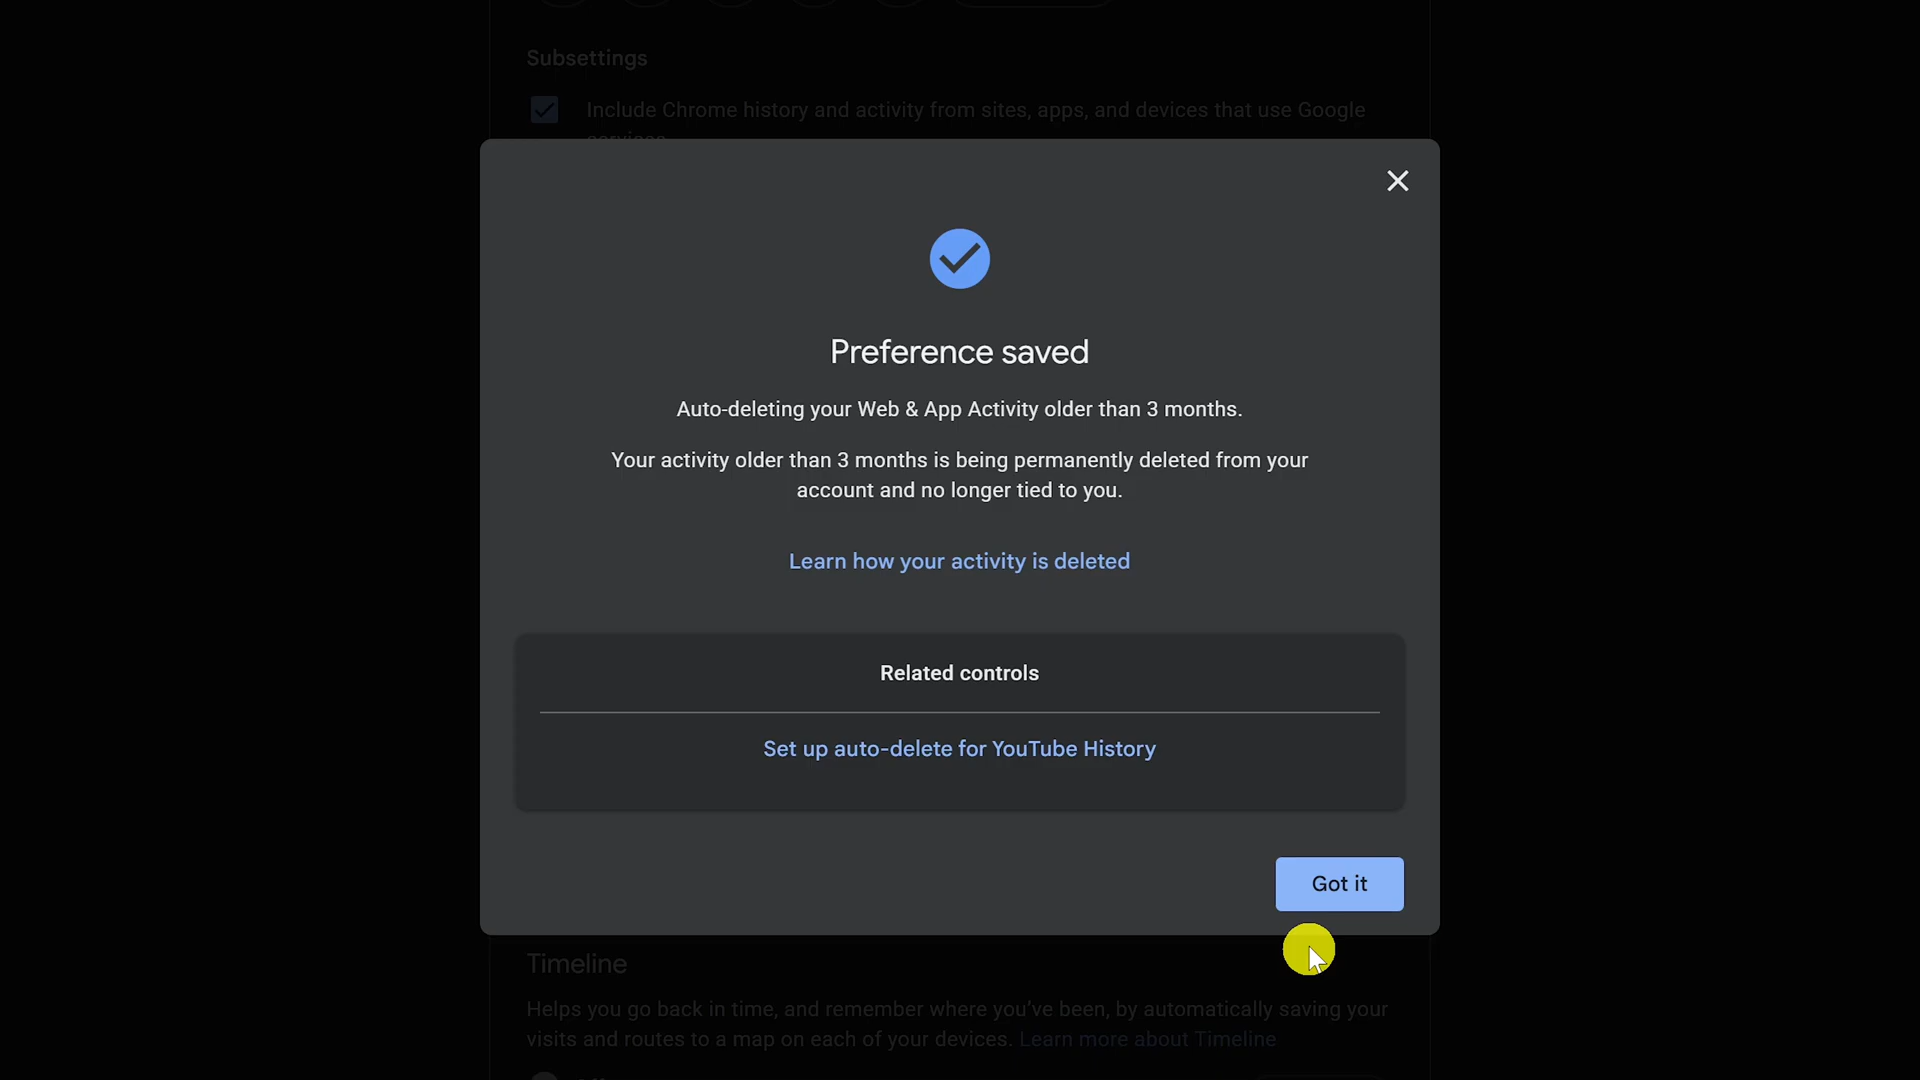 Subsettings
Include Chrome history and activity from sites, apps, and devices that use Google
services
Preference saved
Auto-deleting your Web & App Activity older than 3 months.
Your activity older than 3 months is being permanently deleted from your
account and no longer tied to you.
Learn how your activity is deleted
Related controls
Set up auto-delete for YouTube History
Got it
Timeline
Helps you go back in time, and remember where you've been, by automatically saving your
visits and routes to a map on each of your devices. Learn more about Timeline